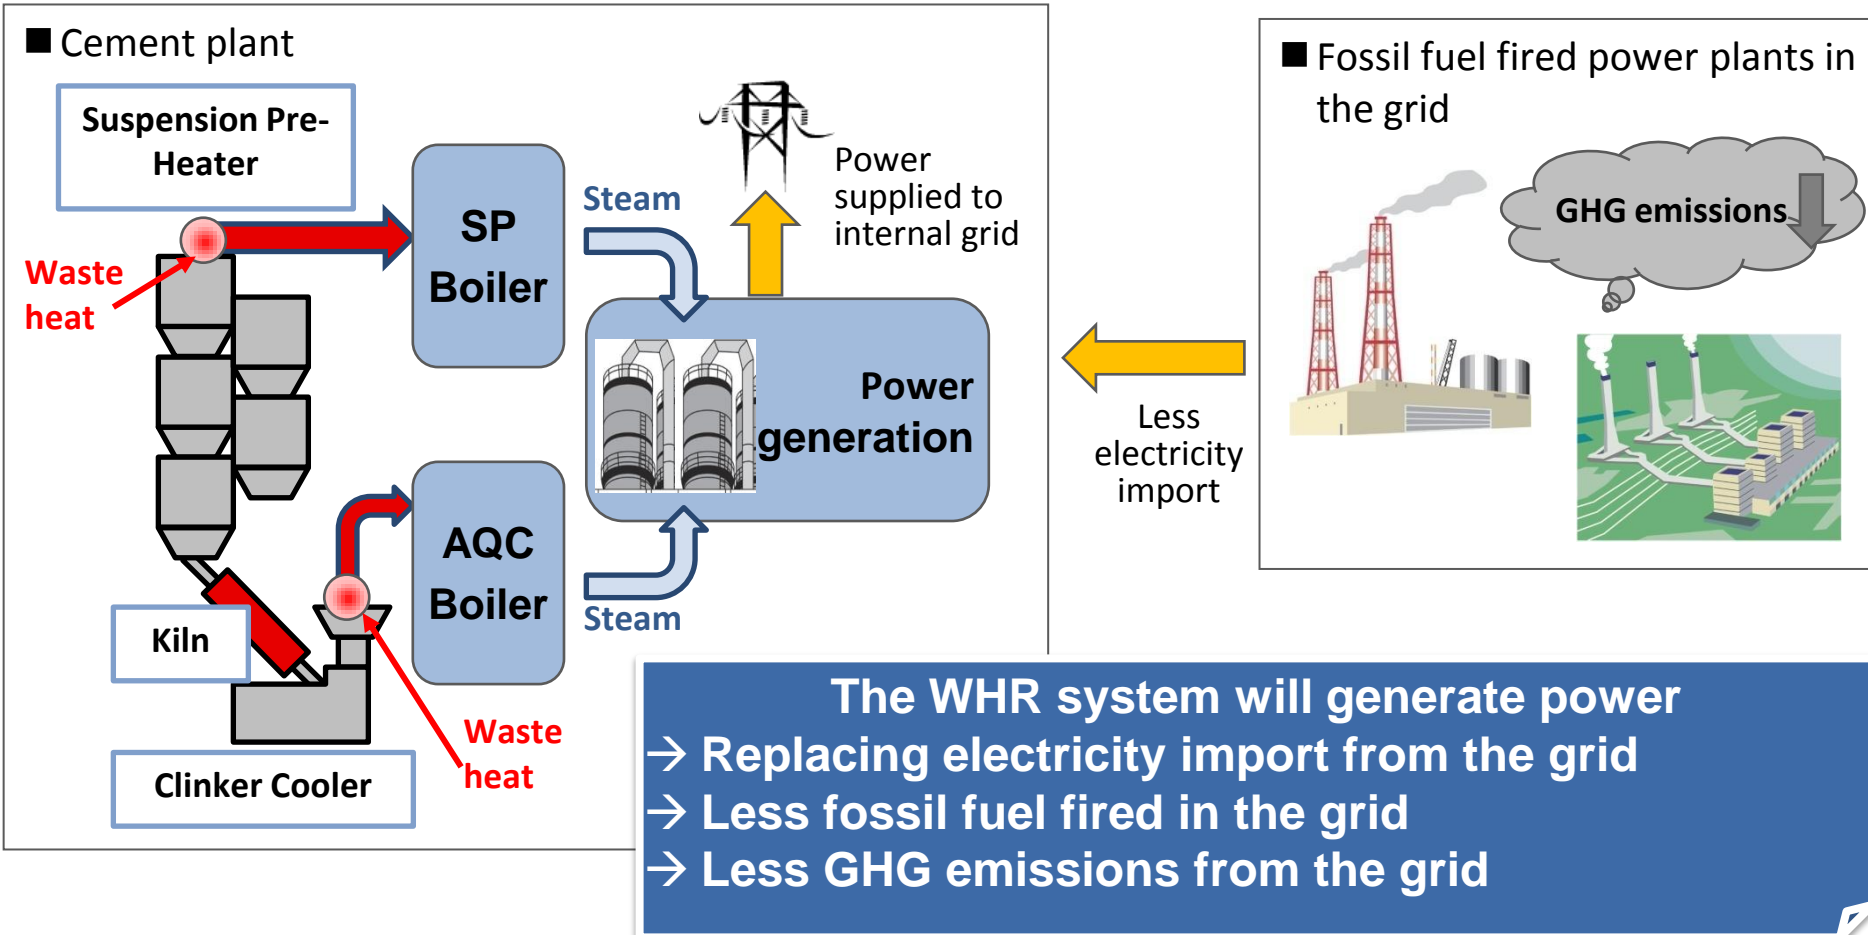 ■ Cement plant
Suspension Pre-
Heater
Waste
heat
SP
Boiler
Steam
Power
supplied to
internal grid
Power
generation
AQC
Boiler
Steam
Kiln
Waste
heat
Clinker Cooler
Less
electricity
import
■ Fossil fuel fired power plants in
the grid
GHG emissions
The WHR system will generate power
→ Replacing electricity import from the grid
→ Less fossil fuel fired in the grid
→ Less GHG emissions from the grid